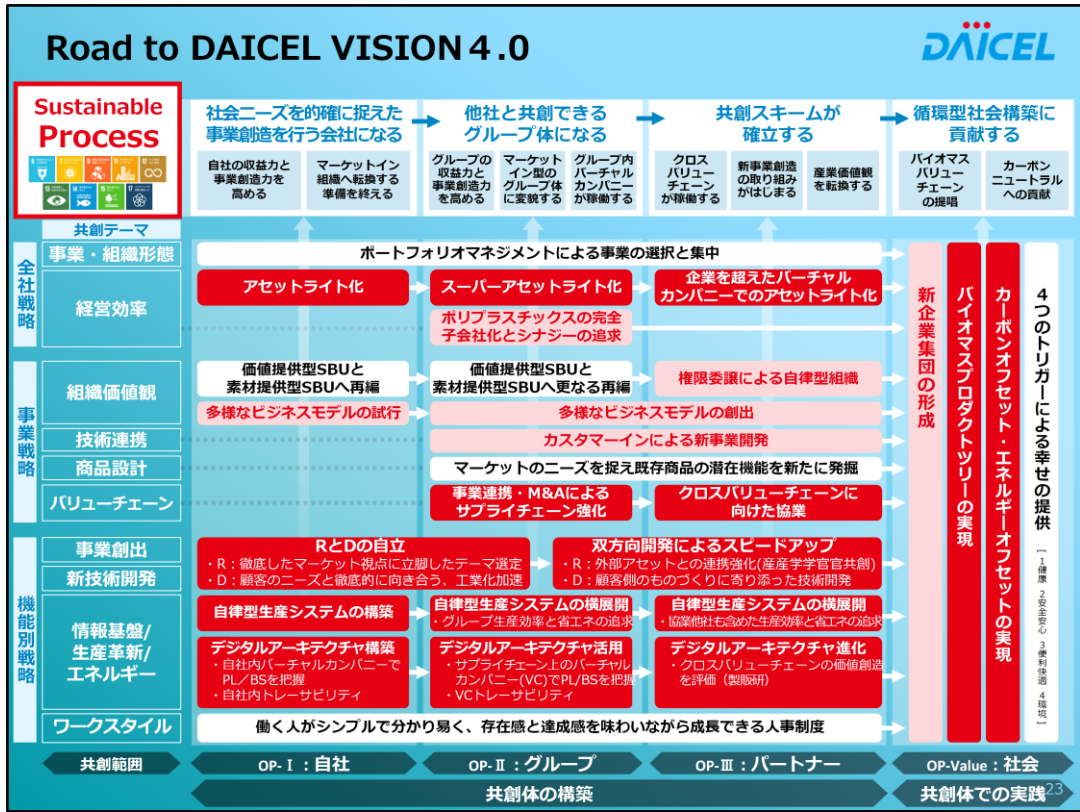 Road to DAICEL VISION 4.0
DAICEL
Sustainable
Process
社会ニーズを的確に捉えた
事業創造を行う会社になる
他社と共創できる
グループ体になる
共創スキームが
確立する
循環型社会構築に
貢献する
自社の収益力と
事業創造力を
高める
マーケットイン
組織へ転換する
準備を終える
グループの
収益力と
事業創造力
を高める
マーケット
イン型の
グループ体
に変貌する
グループ内
バーチャル
カンパニー
が稼働する
クロス
バリュー
チェーン
が稼働する
新事業創造
の取り組み
がはじまる
産業価値観
を転換する
バイオマス
バリュー
チェーン
の提唱
カーボン
ニュートラル
への貢献
共創テーマ
全社戦略
事業・組織形態
ポートフォリオマネジメントによる事業の選択と集中
経営効率
アセットライト化
スーパーアセットライト化
企業を超えたバーチャル
カンパニーでのアセットライト化
ポリプラスチックスの完全
子会社化とシナジーの追求
事業戦略
組織価値観
価値提供型SBUと
素材提供型SBUへ再編
価値提供型SBUと
素材提供型SBUへ更なる再編
権限委譲による自律型組織
多様なビジネスモデルの試行
多様なビジネスモデルの創出
技術連携
カスタマーインによる新事業開発
商品設計
マーケットのニーズを捉え既存商品の潜在機能を新たに発掘
バリューチェーン
事業連携・M&Aによる
サプライチェーン強化
クロスバリューチェーンに
向けた協業
機能別戦略
事業創出
新技術開発
RとDの自立
・R：徹底したマーケット視点に立脚したテーマ選定
・D：顧客のニーズと徹底的に向き合う、工業化加速
双方向開発によるスピードアップ
・R：外部アセットとの連携強化(産産学学官官共創)
・D：顧客側のものづくりに寄り添った技術開発
情報基盤/
生産革新/
エネルギー
自律型生産システムの構築
自律型生産システムの横展開
・グループ生産効率と省エネの追求
自律型生産システムの横展開
・協業他社も含めた生産効率と省エネの追求
デジタルアーキテクチャ構築
・自社内バーチャルカンパニーで
PL／BSを把握
・自社内トレーサビリティ
デジタルアーキテクチャ活用
・サプライチェーン上のバーチャル
カンパニー(VC)でPL/BSを把握
・VCトレーサビリティ
デジタルアーキテクチャ進化
・クロスバリューチェーンの価値創造
を評価（製販研）
ワークスタイル
働く人がシンプルで分かり易く、存在感と達成感を味わいながら成長できる人事制度
新企業集団の形成
バイオマスプロダクトツリーの実現
カーボンオフセット・エネルギーオフセットの実現
4つのトリガーによる幸せの提供
[1健康 2安全安心 3便利快適 4環境]
共創範囲
OP-Ⅰ：自社
OP-Ⅱ：グループ
OP-Ⅲ：パートナー
OP-Value：社会
共創体の構築
共創体での実践
23